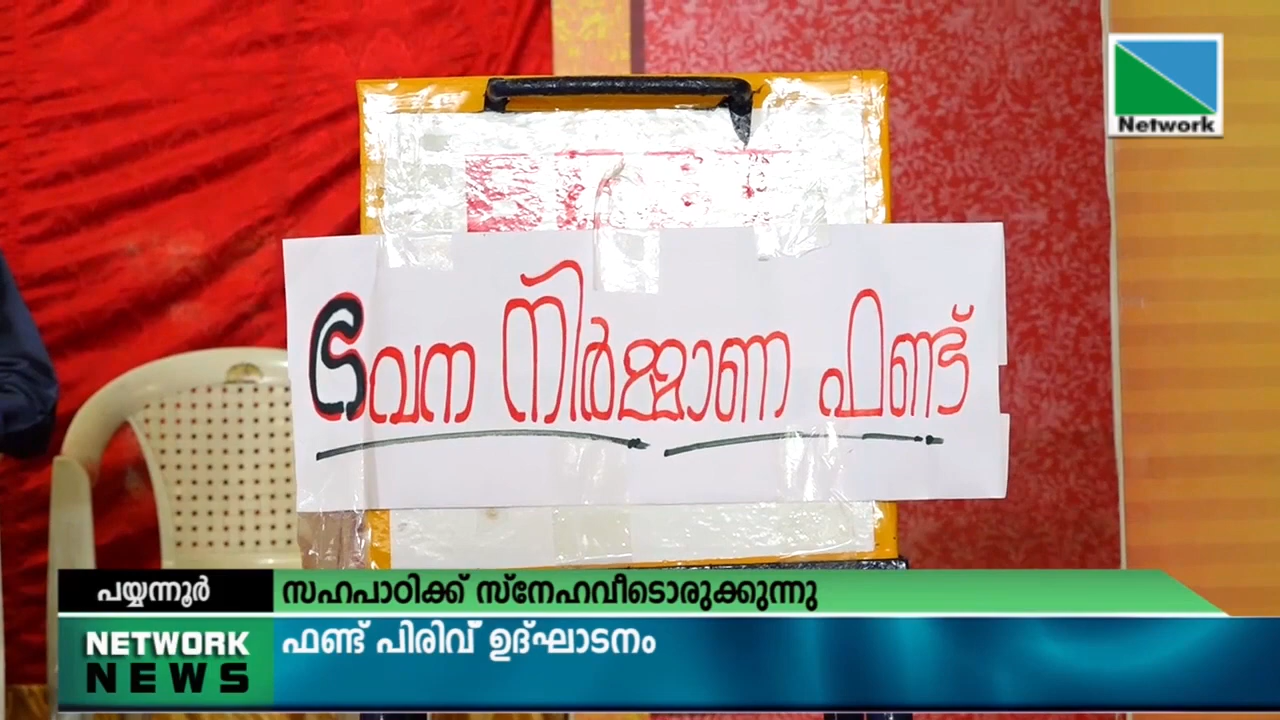 Network
ഭവന നിർമ്മാണ ഫണ്ട്
പയ്യന്നൂർ
സഹപാഠിക്ക് സ്നേഹവീടൊരുക്കുന്നു
NETWORK
NEWS
ഫണ്ട് പിരിവ് ഉദ്ഘാടനം